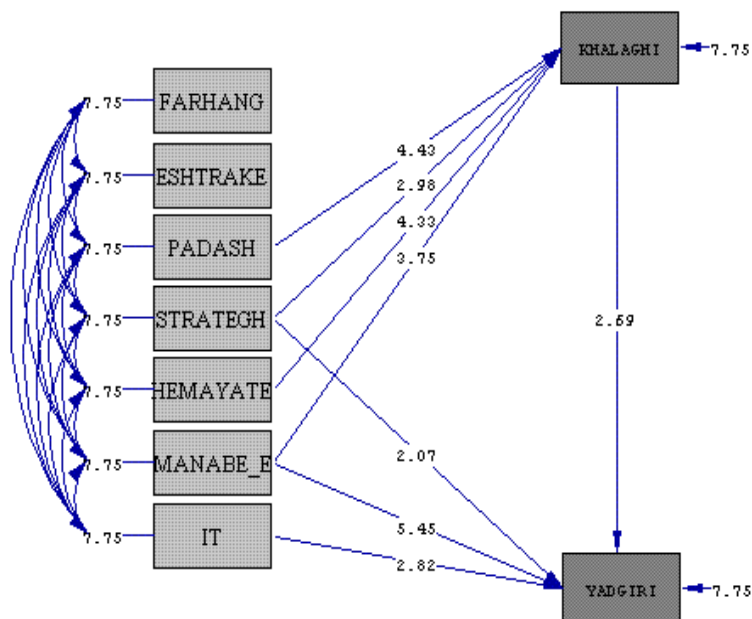 KHALAGHI
7.75
7.75
FARHANG
7.75
ESHTRAKE
4.43
2.98
7.75
PADASH
4.33
3.75
7.75
STRATEGH
2.69
7.75
HEMAYATE
7.75
MANABE_E
2.07
5.45
7.75
IT
2.82
YADGIRI
7.75